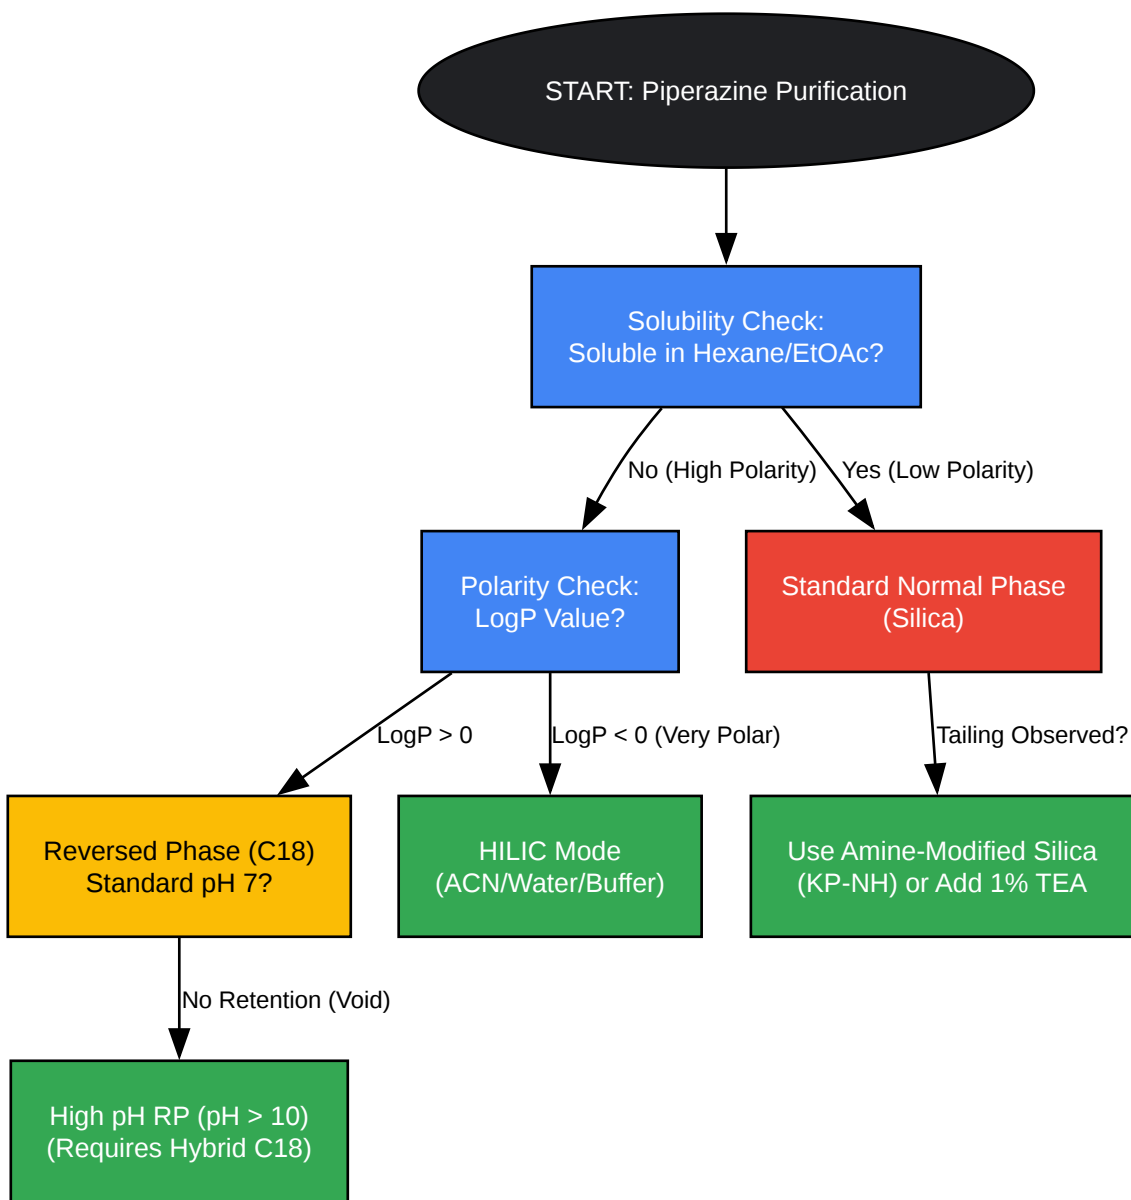 START: Piperazine Purification
Solubility Check:
Soluble in Hexane/EtOAc?
No (High Polarity)
Yes (Low Polarity)
Polarity Check:
LogP Value?
Standard Normal Phase
(Silica)
LogP > 0
LogP < 0 (Very Polar)
Tailing Observed?
Reversed Phase (C18)
Standard pH 7?
HILIC Mode
(ACN/Water/Buffer)
Use Amine-Modified Silica
(KP-NH) or Add 1% TEA
No Retention (Void)
High pH RP (pH > 10)
(Requires Hybrid C18)